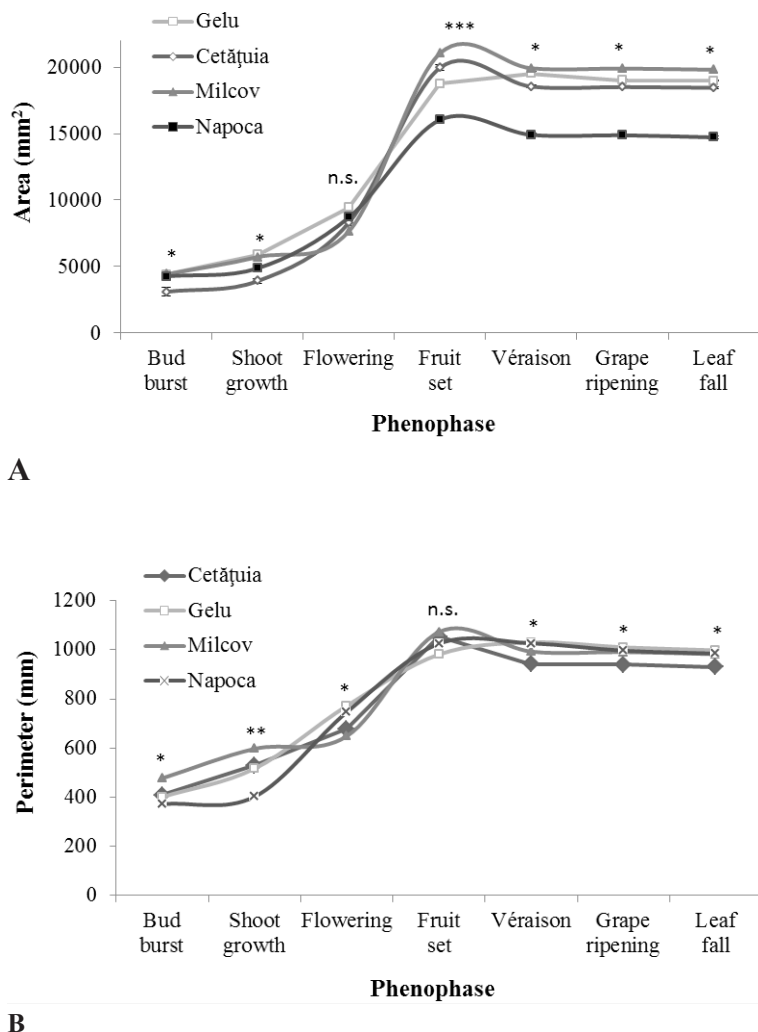 Gelu
Cetăţuia
Milcov
Napoca
***
*
*
*
n.s.
*
*
20000
15000
10000
5000
0
Area (mm²)
Bud burst
Shoot growth
Flowering
Fruit set
Véraison
Grape ripening
Leaf fall
Phenophase
A
Cetăţuia
Gelu
Milcov
Napoca
n.s.
*
*
*
*
**
*
1200
1000
800
600
400
200
0
Perimeter (mm)
Bud burst
Shoot growth
Flowering
Fruit set
Véraison
Grape ripening
Leaf fall
Phenophase
B